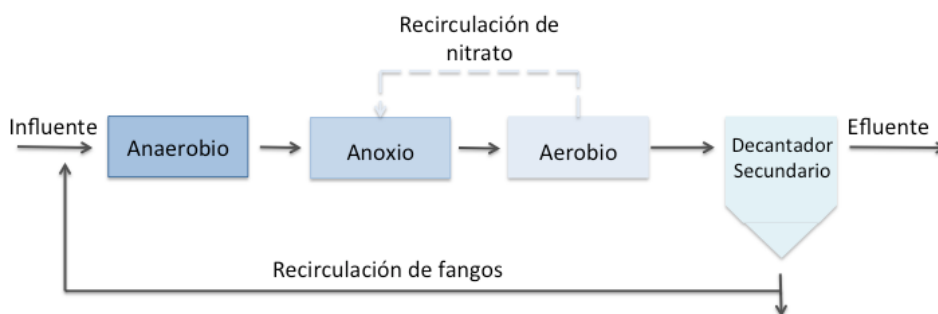 Recirculación de
nitrato
Influente
Anaerobio
Anoxio
Aerobio
Decantador
Secundario
Efluente
Recirculación de fangos